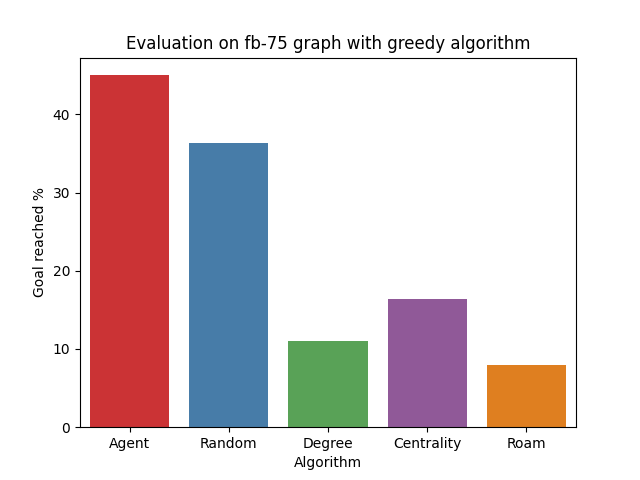 Evaluation on fb-75 graph with greedy algorithm
Goal reached %
40
30
20
10
0
Agent Random Degree Centrality Roam
Algorithm